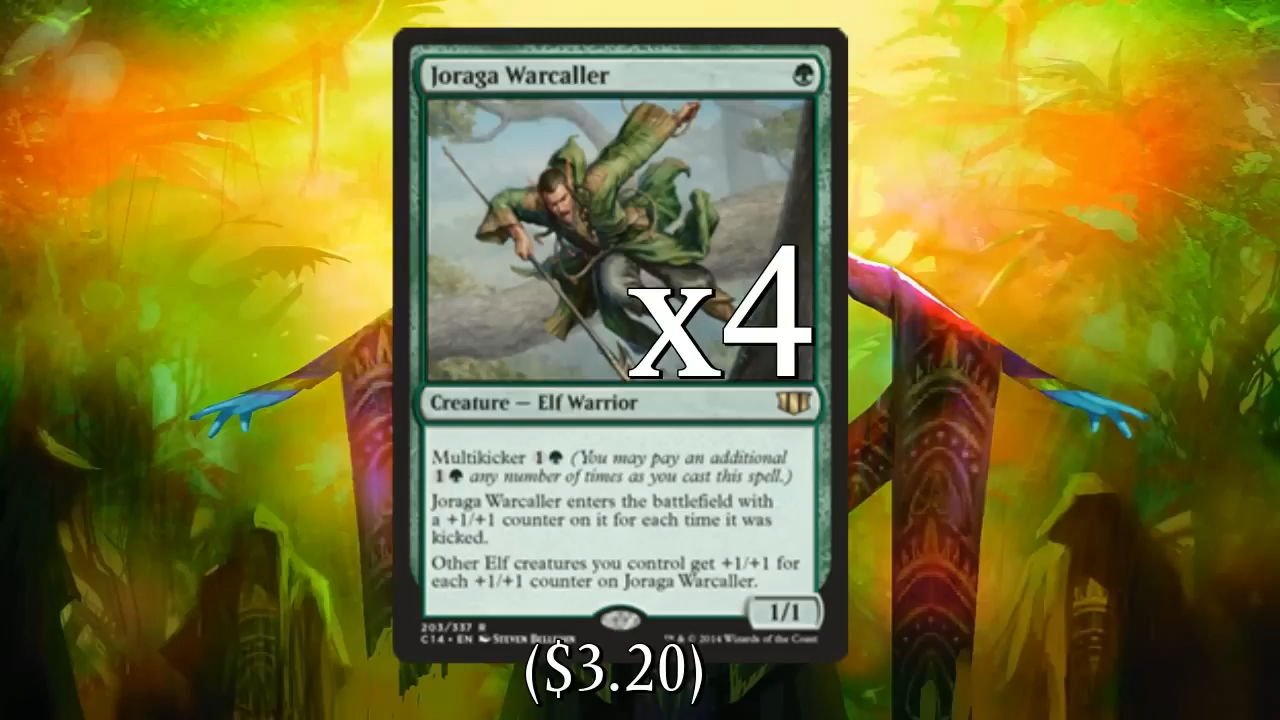 Joraga Warcaller
x4
Creature — Elf Warrior
Multikicker 1 (You may pay an additional
1 any number of times as you cast this spell.)
Joraga Warcaller enters the battlefield with
a +1/+1 counter on it for each time it was
kicked.
Other Elf creatures you control get +1/+1 for
each +1/+1 counter on Joraga Warcaller.
1/1
203/337 R
C14 • EN Steven Belledin ™ & © 2014 Wizards of the Coast
($3.20)